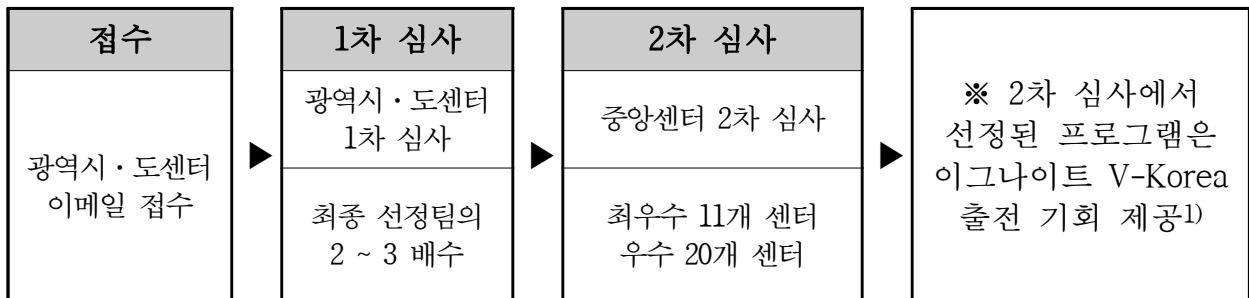 접수
광역시·도센터
이메일 접수
▶
1차 심사
광역시·도센터
1차 심사
최종 선정팀의
2 ~ 3 배수
▶
2차 심사
중앙센터 2차 심사
최우수 11개 센터
우수 20개 센터
▶
※ 2차 심사에서
선정된 프로그램은
이그나이트 V-Korea
출전 기회 제공1)